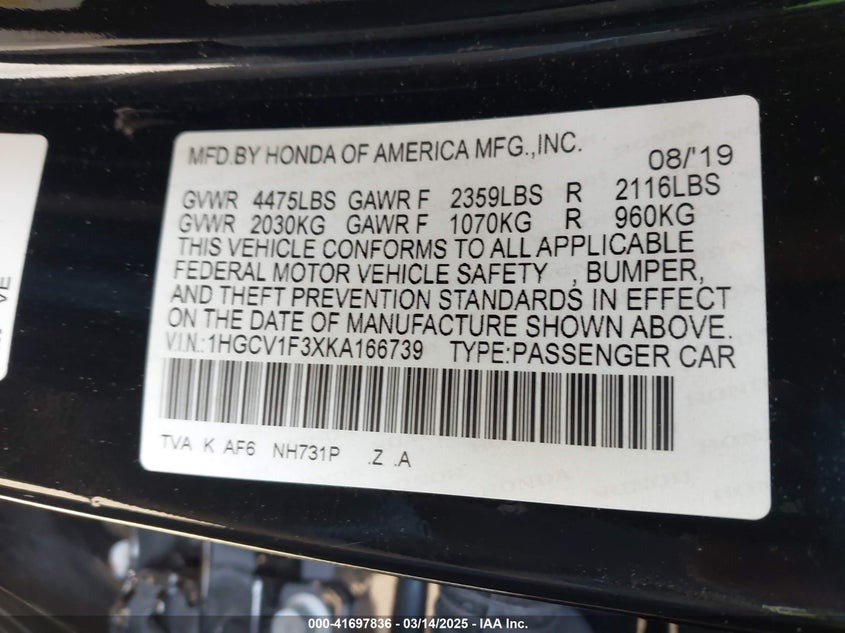 MFD.BY HONDA OF AMERICA MFG.,INC. 08/'19
GVWR 4475LBS GAWR F 2359LBS R 2116LBS
GVWR 2030KG GAWR F 1070KG R 960KG
THIS VEHICLE CONFORMS TO ALL APPLICABLE
FEDERAL MOTOR VEHICLE SAFETY , BUMPER,
AND THEFT PREVENTION STANDARDS IN EFFECT
ON THE DATE OF MANUFACTURE SHOWN ABOVE.
V.I.N.:1HGCV1F3XKA166739 TYPE:PASSENGER CAR
TVA K AF6 NH731P .Z .A
VE
000-41697836 - 03/14/2025 - IAA Inc.